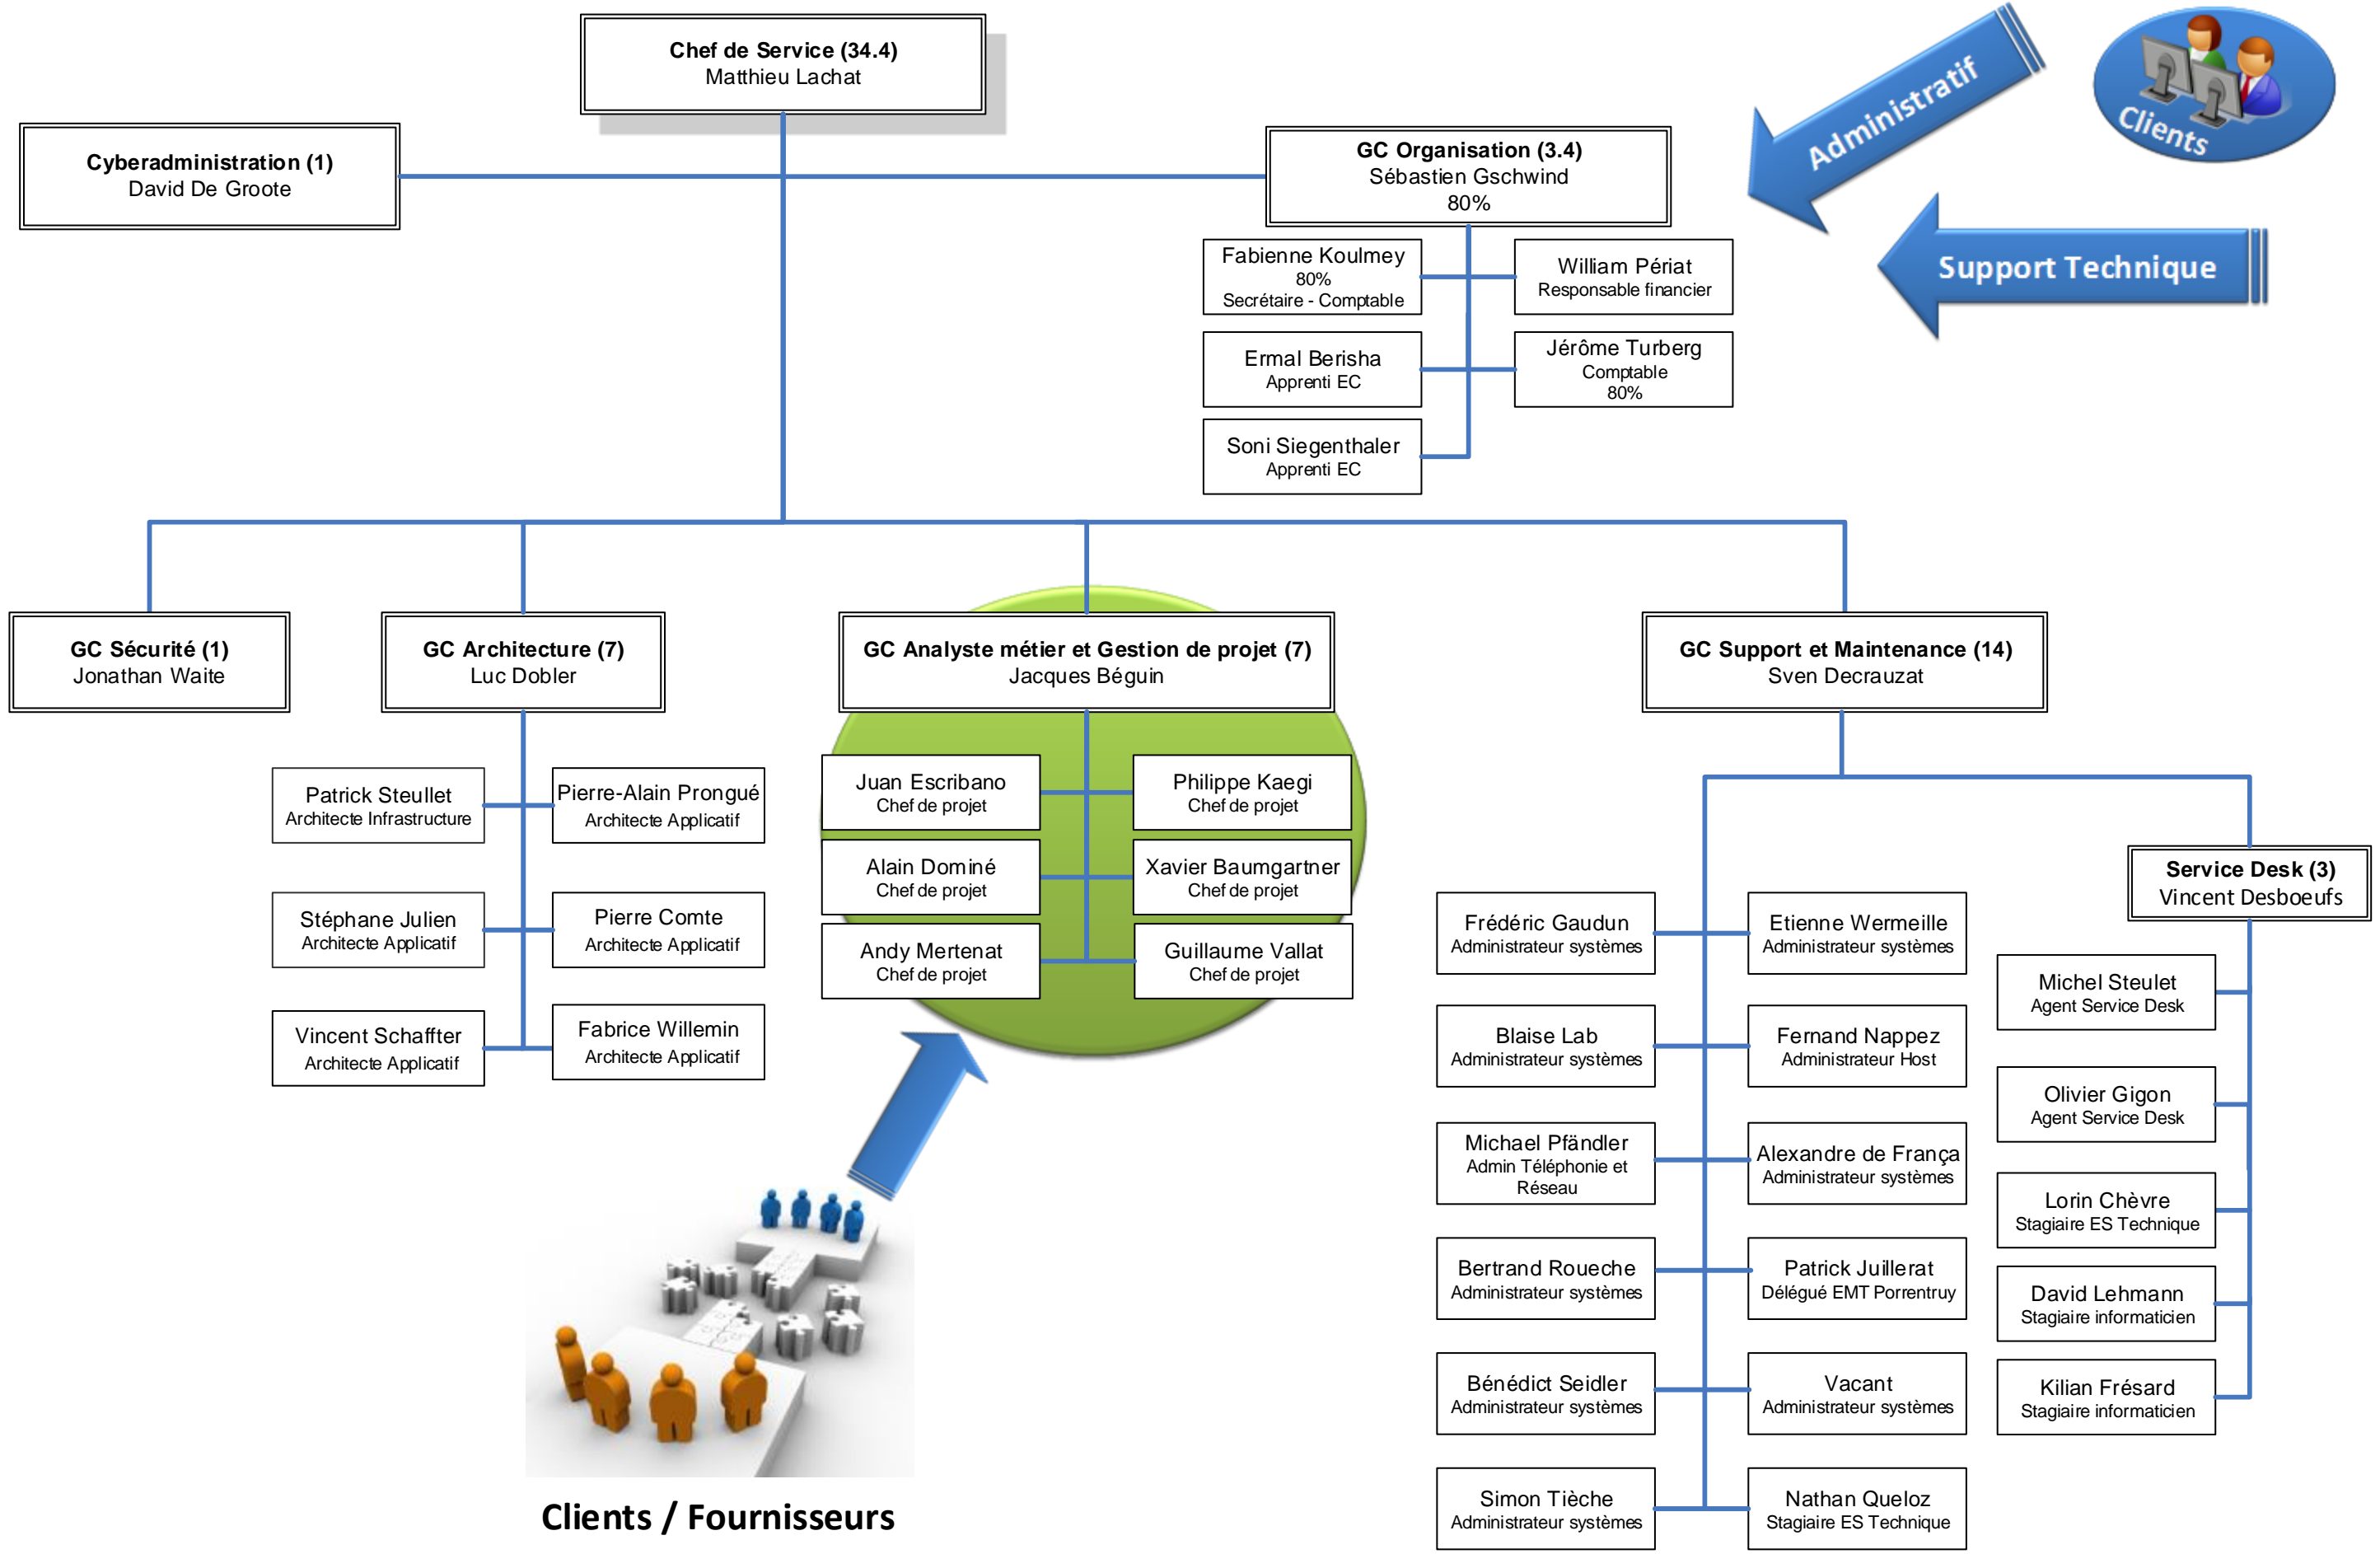 Chef de Service (34.4)
Matthieu Lachat
Administratif
Clients
Cyberadministration (1)
David De Groote
GC Organisation (3.4)
Sébastien Gschwind
80%
Support Technique
Fabienne Koulmey
80%
Secrétaire - Comptable
William Périat
Responsable financier
Ermal Berisha
Apprenti EC
Jérôme Turberg
Comptable
80%
Soni Siegenthaler
Apprenti EC
GC Sécurité (1)
Jonathan Waite
GC Architecture (7)
Luc Dobler
GC Analyste métier et Gestion de projet (7)
Jacques Béguin
GC Support et Maintenance (14)
Sven Decrauzat
Patrick Steullet
Architecte Infrastructure
Pierre-Alain Prongué
Architecte Applicatif
Stéphane Julien
Architecte Applicatif
Pierre Comte
Architecte Applicatif
Vincent Schaffter
Architecte Applicatif
Fabrice Willemin
Architecte Applicatif
Juan Escribano
Chef de projet
Philippe Kaegi
Chef de projet
Alain Dominé
Chef de projet
Xavier Baumgartner
Chef de projet
Andy Mertenat
Chef de projet
Guillaume Vallat
Chef de projet
Frédéric Gaudun
Administrateur systèmes
Etienne Wermeille
Administrateur systèmes
Blaise Lab
Administrateur systèmes
Fernand Nappez
Administrateur Host
Michael Pfändler
Admin Téléphonie et
Réseau
Alexandre de França
Administrateur systèmes
Bertrand Roueche
Administrateur systèmes
Patrick Juillerat
Délégué EMT Porrentruy
Bénédict Seidler
Administrateur systèmes
Vacant
Administrateur systèmes
Simon Tièche
Administrateur systèmes
Nathan Queloz
Stagiaire ES Technique
Service Desk (3)
Vincent Desboeufs
Michel Steulet
Agent Service Desk
Olivier Gigon
Agent Service Desk
Lorin Chèvre
Stagiaire ES Technique
David Lehmann
Stagiaire informaticien
Kilian Frésard
Stagiaire informaticien
Clients / Fournisseurs